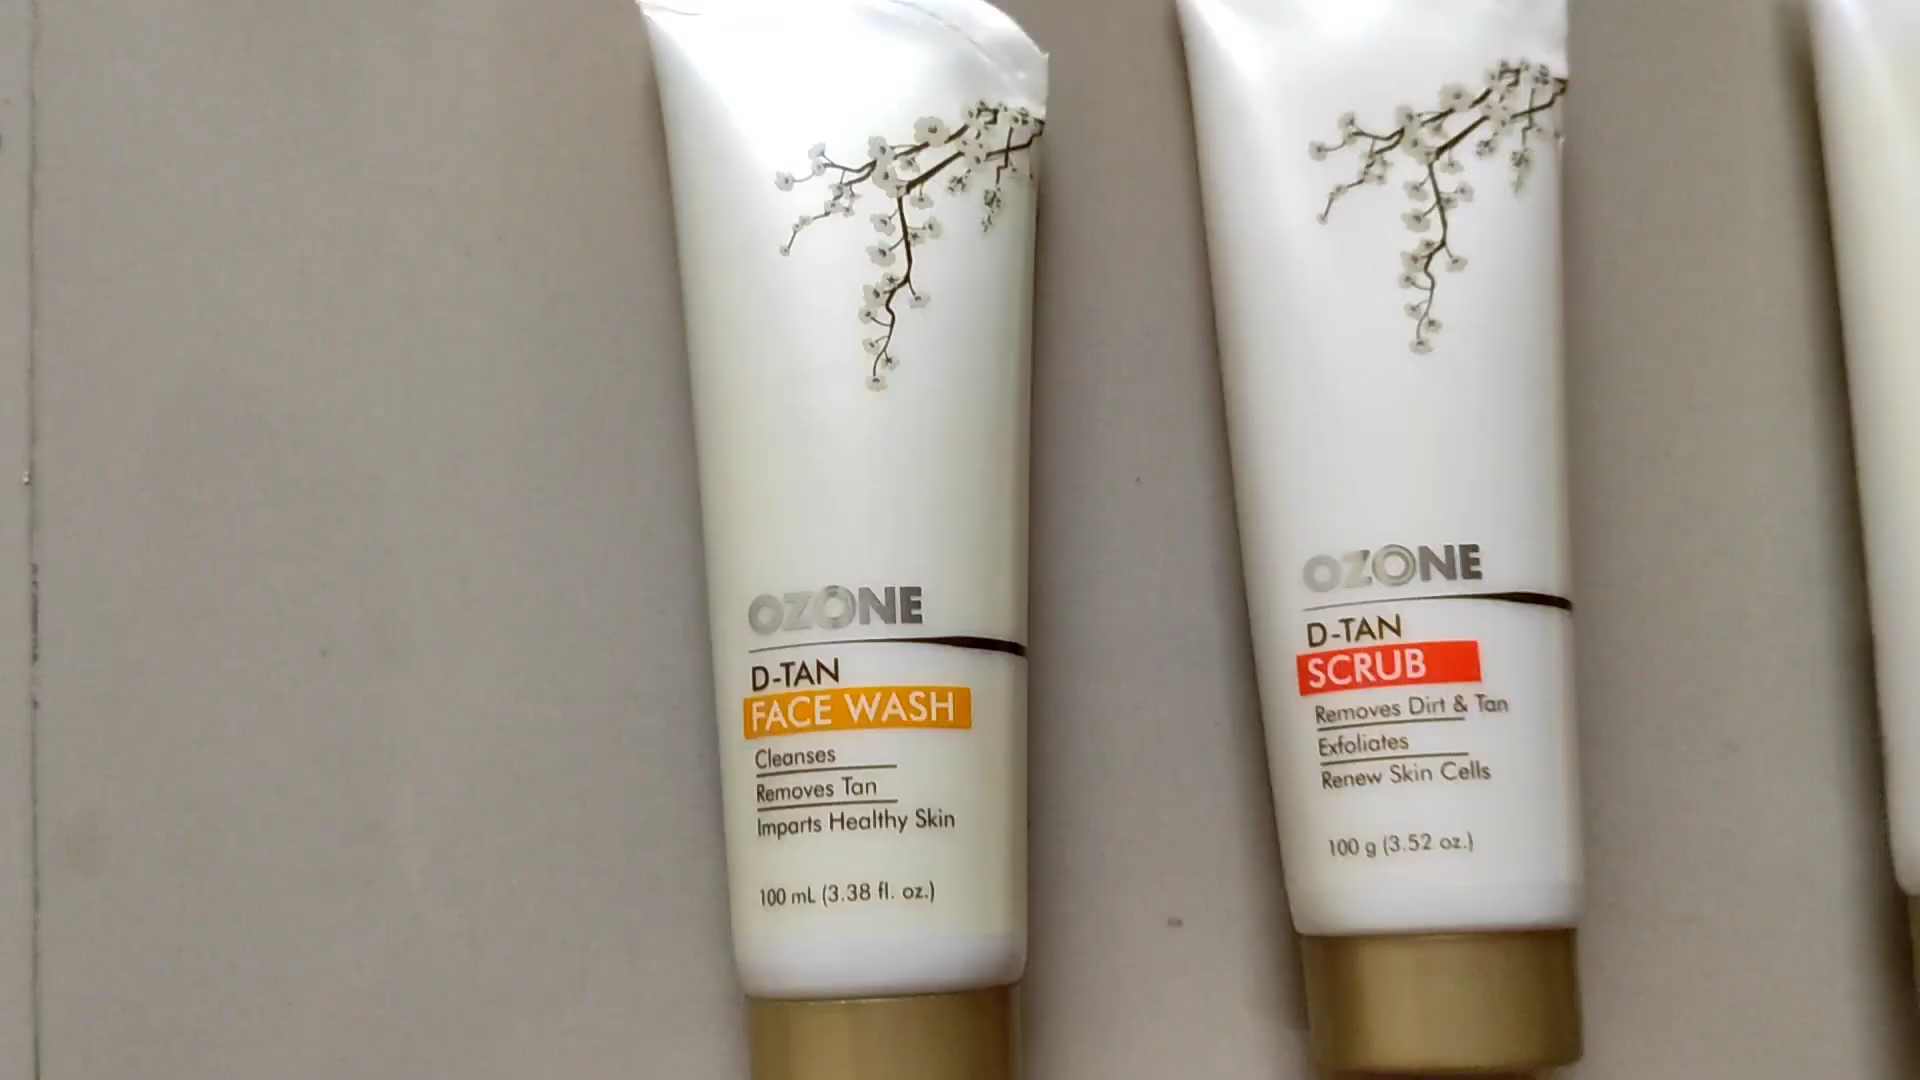 OZONE
D-TAN
FACE WASH
Cleanses
Removes Tan
Imparts Healthy Skin
100 mL (3.38 fl. oz.)
OZONE
D-TAN
SCRUB
Removes Dirt & Tan
Exfoliates
Renew Skin Cells
100 g (3.52 oz.)